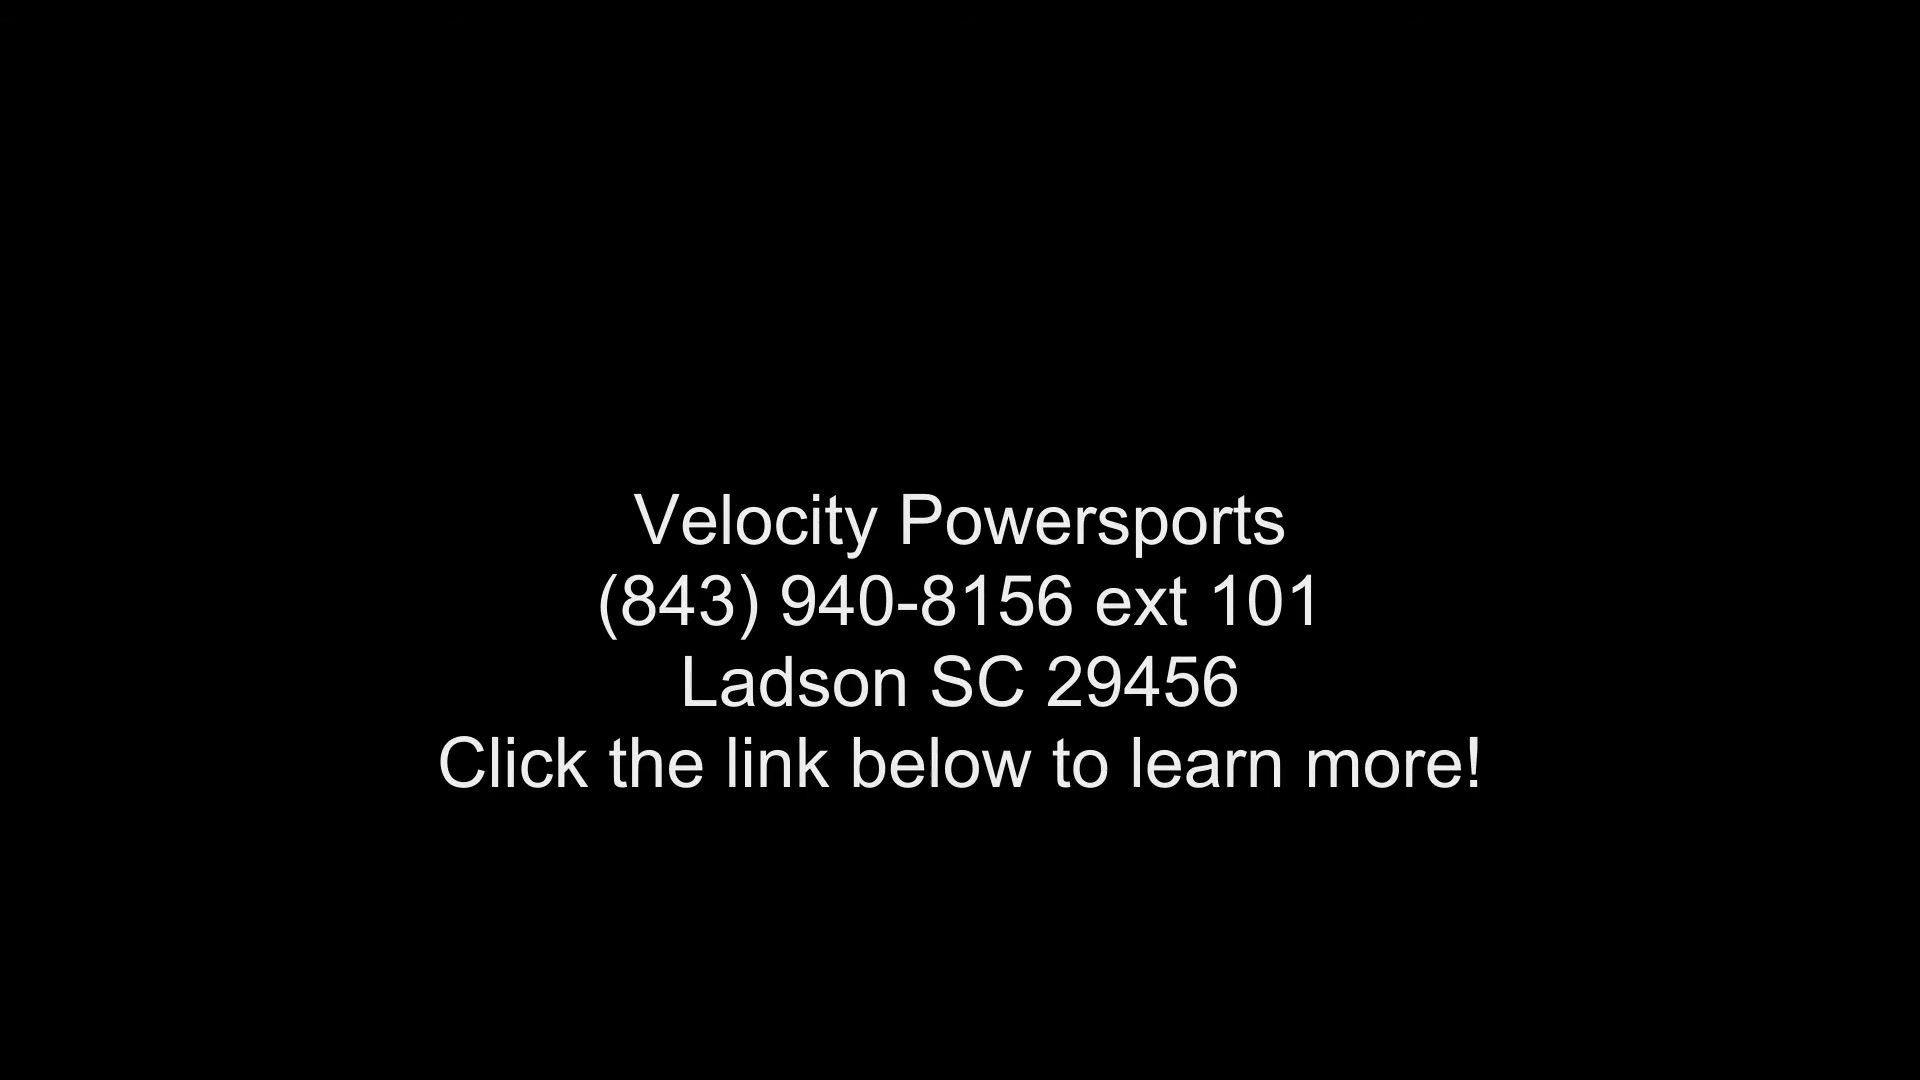 Velocity Powersports
(843) 940-8156 ext 101
Ladson SC 29456
Click the link below to learn more!